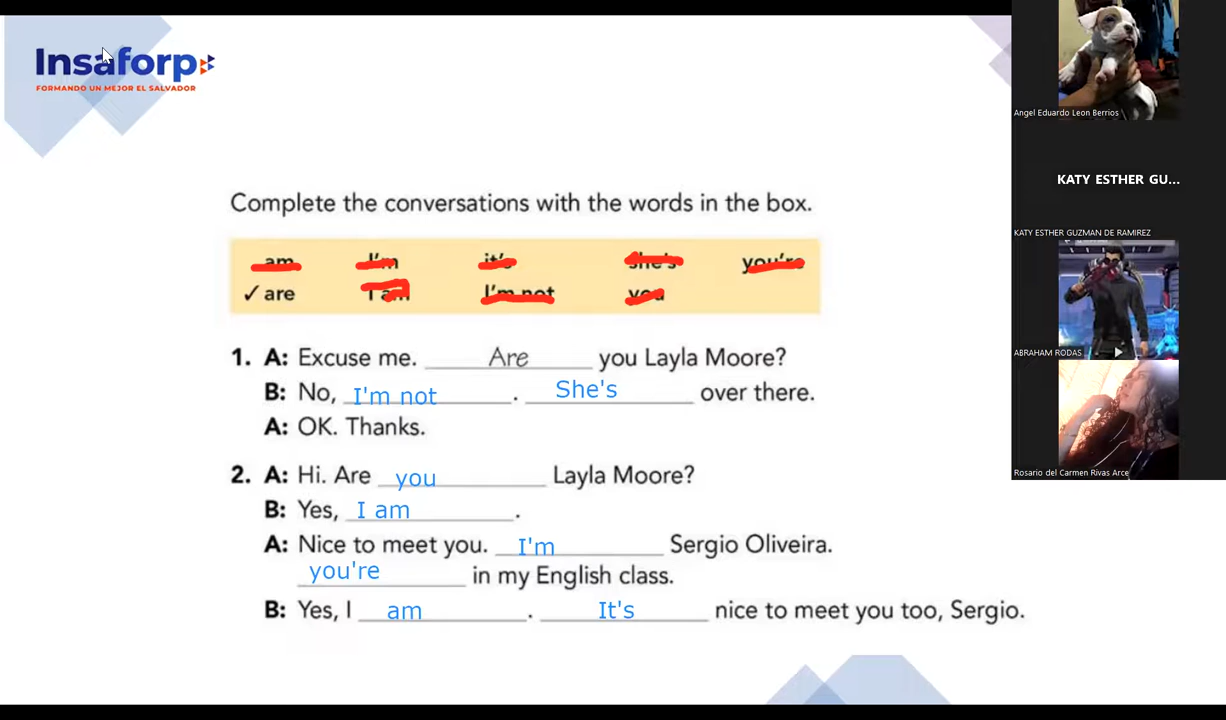 Insaforp
FORMANDO UN MEJOR EL SALVADOR
Complete the conversations with the words in the box.
am I'm it's she's you're
✓ are I am I'm not you
1. A: Excuse me. Are you Layla Moore?
B: No, I'm not. She's over there.
A: OK. Thanks.
2. A: Hi. Are you Layla Moore?
B: Yes, I am.
A: Nice to meet you. I'm Sergio Oliveira.
you're in my English class.
B: Yes, I am. It's nice to meet you too, Sergio.
Angel Eduardo Leon Berrios
KATY ESTHER GU...
KATY ESTHER GUZMAN DE RAMIREZ
ABRAHAM RODAS
Rosario del Carmen Rivas Arce